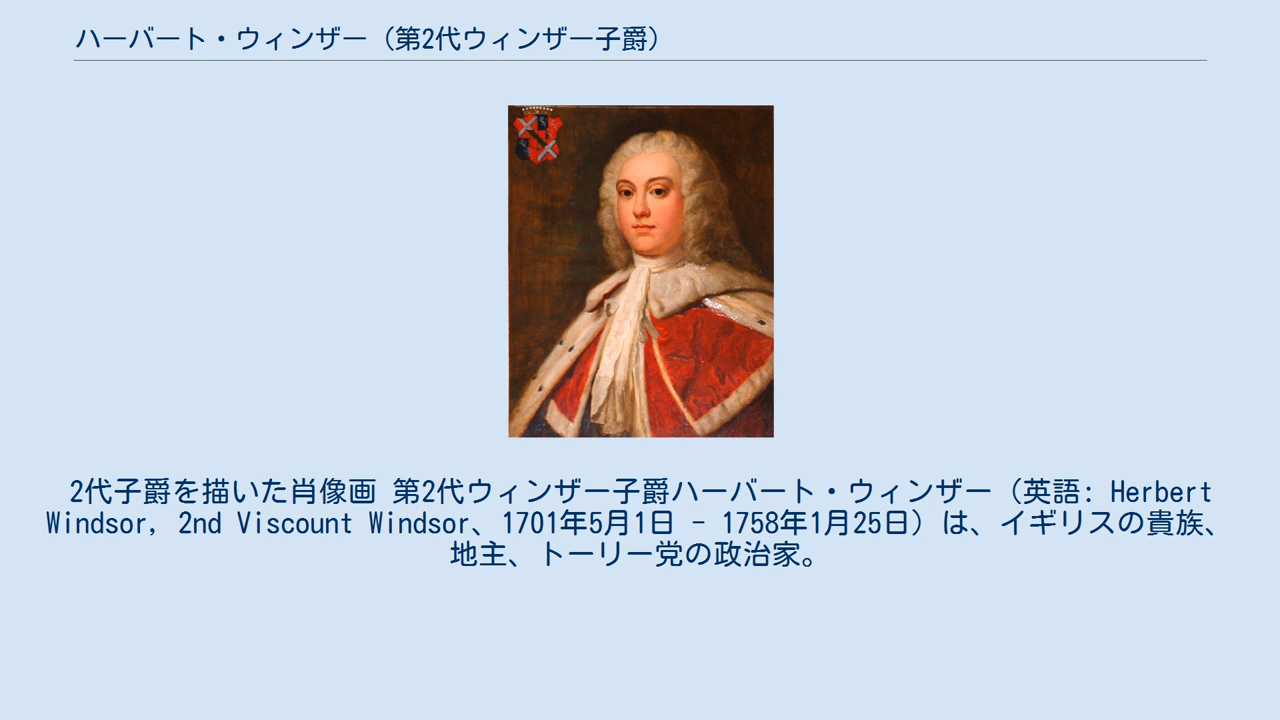 ハーバート・ウィンザー（第2代ウィンザー子爵）
2代子爵を描いた肖像画 第2代ウィンザー子爵ハーバート・ウィンザー（英語: Herbert
Windsor, 2nd Viscount Windsor、1701年5月1日 – 1758年1月25日）は、イギリスの貴族、
地主、トーリー党の政治家。